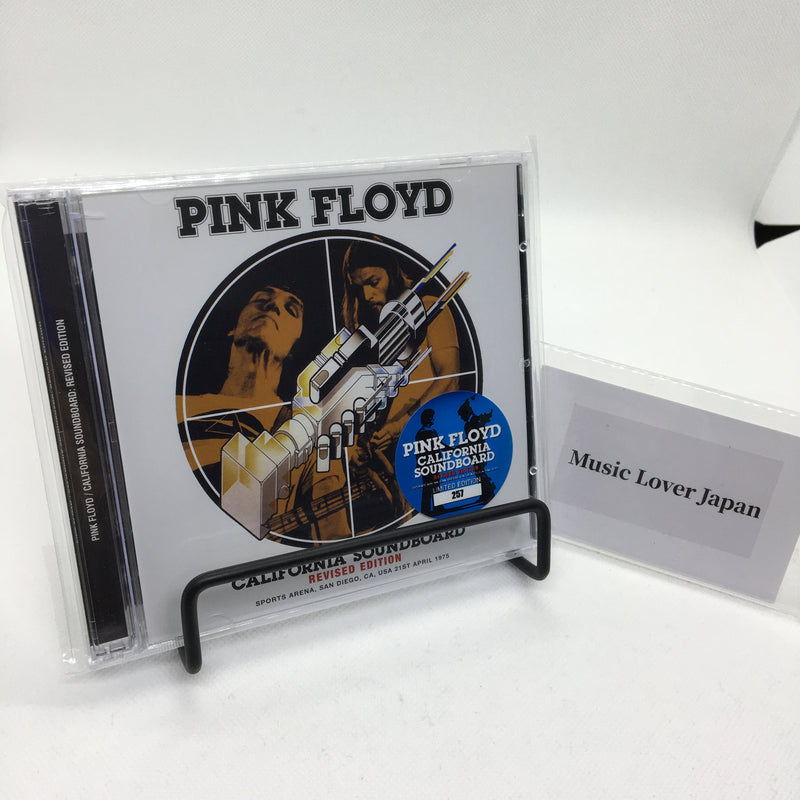 PINK FLOYD / CALIFORNIA SOUNDBOARD: REVISED EDITION
PINK FLOYD
PINK FLOYD
CALIFORNIA
SOUNDBOARD
LIMITED EDITION
257
CALIFORNIA SOUNDBOARD
REVISED EDITION
SPORTS ARENA, SAN DIEGO, CA, USA 21ST APRIL 1975
Music Lover Japan